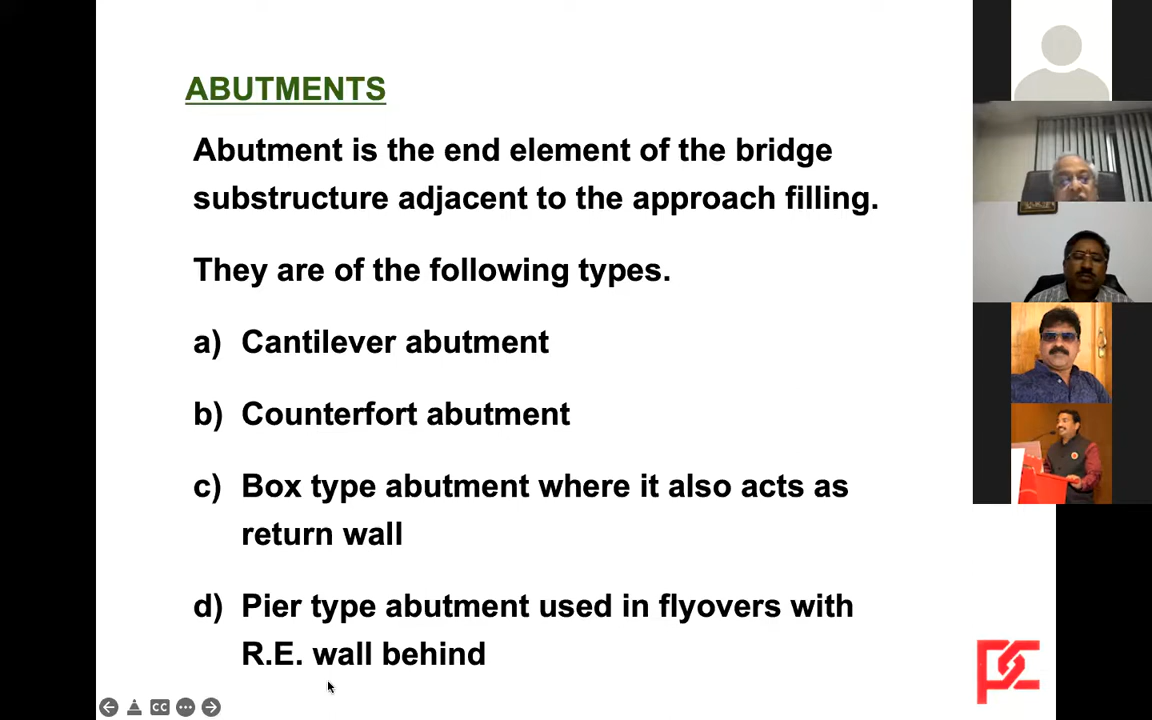 ABUTMENTS
Abutment is the end element of the bridge
substructure adjacent to the approach filling.
They are of the following types.
a) Cantilever abutment
b) Counterfort abutment
c) Box type abutment where it also acts as
return wall
d) Pier type abutment used in flyovers with
R.E. wall behind
CC